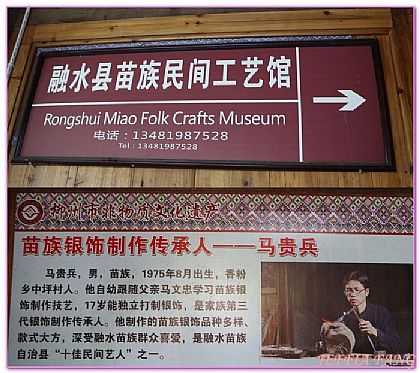 融水县苗族民间工艺馆
Rongshui Miao Folk Crafts Museum
电话：13481987528
Tel：13481987528
柳州市非物质文化遗产
苗族银饰制作传承人——马贵兵
马贵兵，男，苗族，1975年8月出生，香粉
乡中坪村人。他自幼跟随父亲马文忠学习苗族银
饰制作技艺，17岁能独立打制银饰，是家族第三
代银饰制作传承人。他制作的苗族银饰品种多样、
款式大方，深受融水苗族群众喜爱，是融水苗族
自治县“十佳民间艺人”之一。